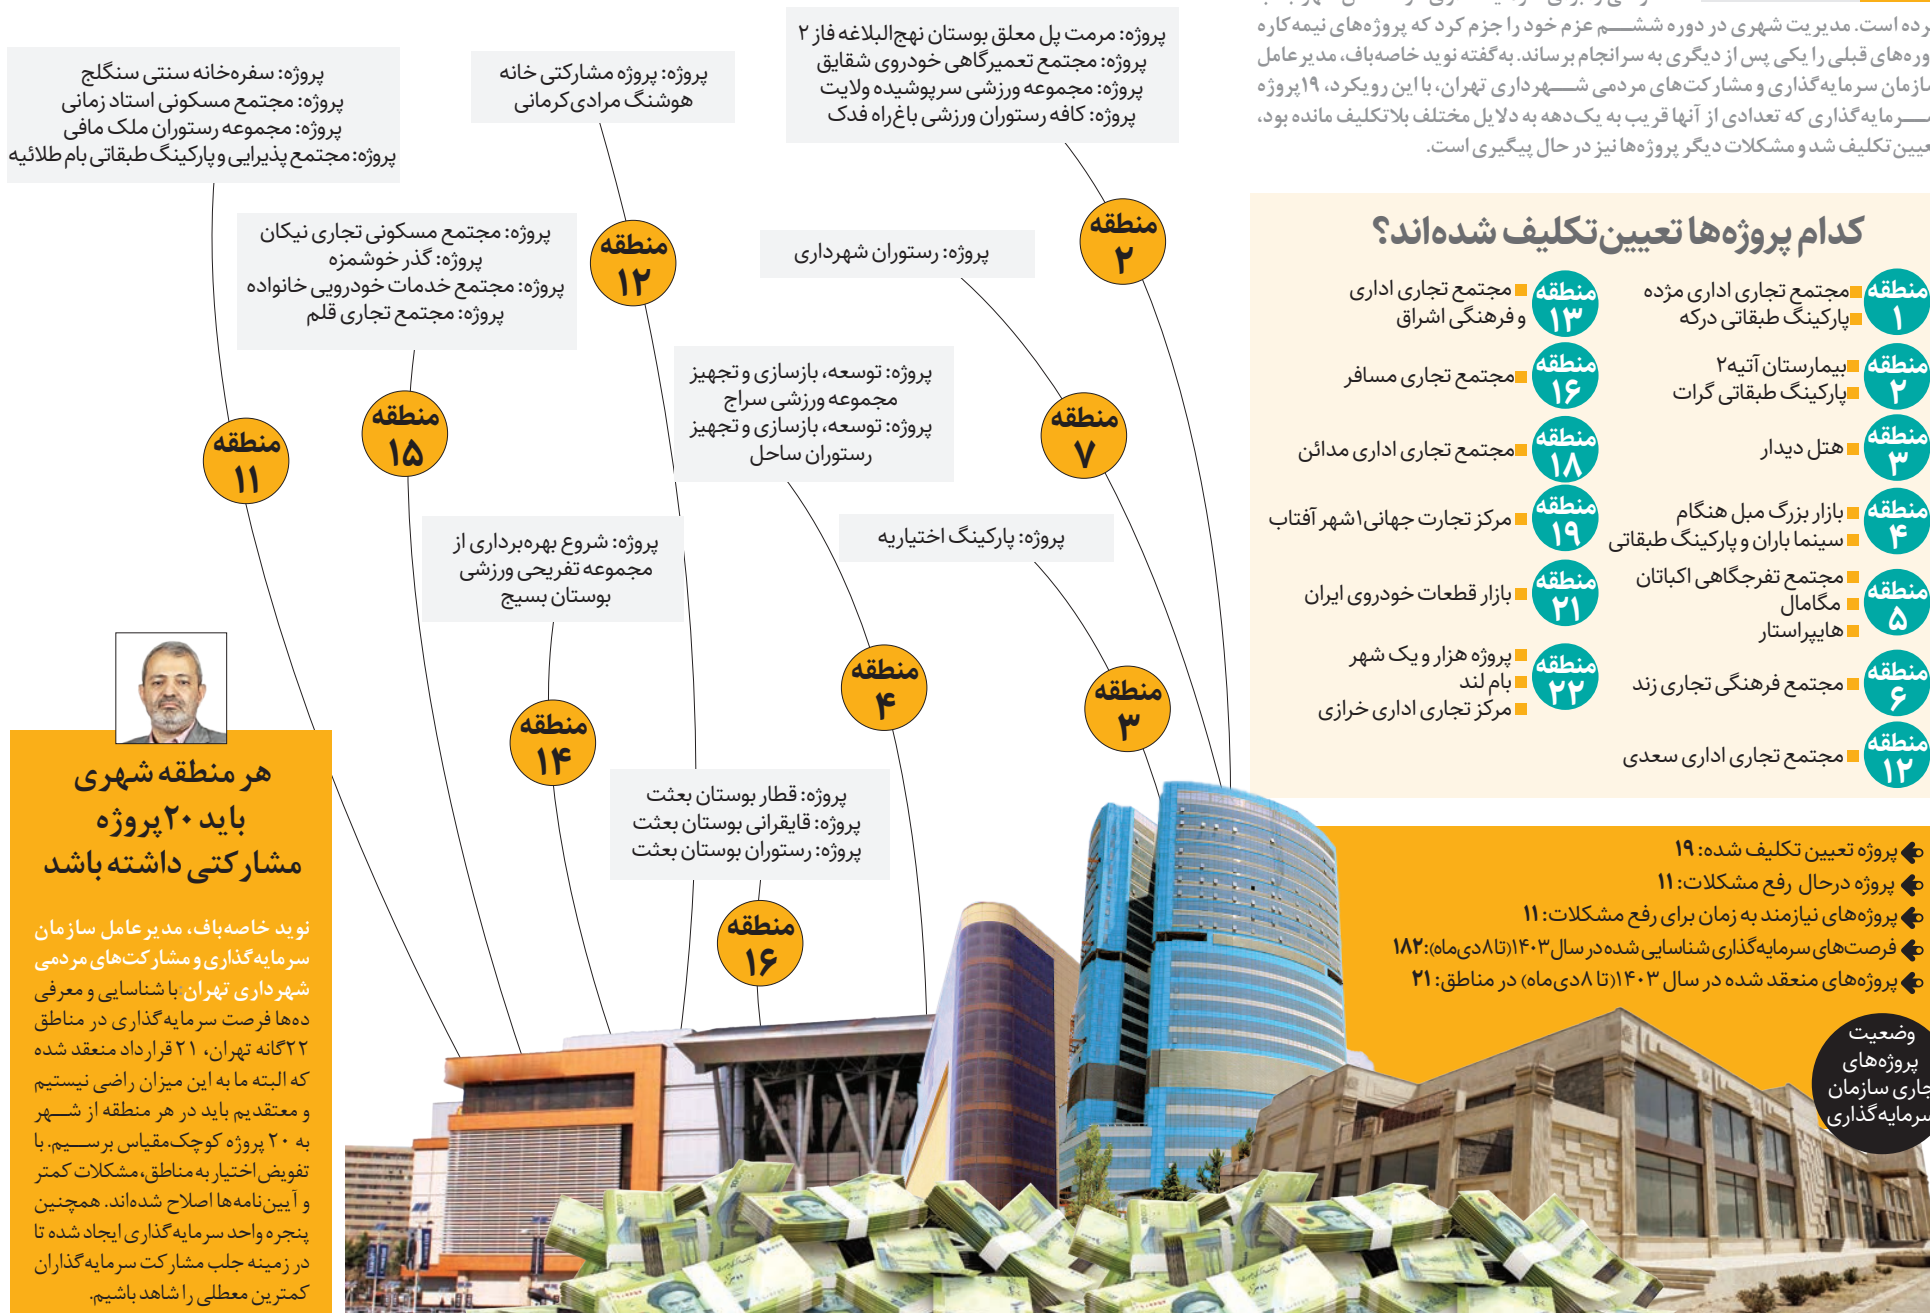 کرده است. مدیریت شهری در دوره ششم عزم خود را جزم کرد که پروژه‌های نیمه‌کاره
دوره‌های قبلی را یکی پس از دیگری به سرانجام برساند. به‌گفته نوید خاصه‌باف، مدیرعامل
سازمان سرمایه‌گذاری و مشارکت‌های مردمی شهرداری تهران، با این رویکرد، ۱۹پروژه
سرمایه‌گذاری که تعدادی از آنها قریب به یک‌دهه به دلایل مختلف بلاتکلیف مانده بود،
تعیین‌تکلیف شد و مشکلات دیگر پروژه‌ها نیز در حال پیگیری است.
کدام پروژه‌ها تعیین‌تکلیف شده‌اند؟
منطقه
۱
مجتمع تجاری اداری مژده
پارکینگ طبقاتی درکه
منطقه
۲
بیمارستان آتیه۲
پارکینگ طبقاتی گرات
منطقه
۳
هتل دیدار
منطقه
۴
بازار بزرگ مبل هنگام
سینما باران و پارکینگ طبقاتی
منطقه
۵
مجتمع تفرجگاهی اکباتان
مگامال
هایپراستار
منطقه
۶
مجتمع فرهنگی تجاری زند
منطقه
۱۲
مجتمع تجاری اداری سعدی
منطقه
۱۳
مجتمع تجاری اداری
و فرهنگی اشراق
منطقه
۱۶
مجتمع تجاری مسافر
منطقه
۱۸
مجتمع تجاری اداری مدائن
منطقه
۱۹
مرکز تجارت جهانی۱شهر آفتاب
منطقه
۲۱
بازار قطعات خودروی ایران
منطقه
۲۲
پروژه هزار و یک شهر
بام لند
مرکز تجاری اداری خرازی
پروژه تعیین تکلیف شده: ۱۹
پروژه درحال رفع مشکلات: ۱۱
پروژه‌های نیازمند به زمان برای رفع مشکلات: ۱۱
فرصت‌های سرمایه‌گذاری شناسایی شده در سال ۱۴۰۳(تا۸دی‌ماه): ۱۸۲
پروژه‌های منعقد شده در سال ۱۴۰۳(تا ۸دی‌ماه) در مناطق: ۲۱
وضعیت
پروژه‌های
جاری سازمان
سرمایه‌گذاری
پروژه: مرمت پل معلق بوستان نهج‌البلاغه فاز ۲
پروژه: مجتمع تعمیرگاهی خودروی شقایق
پروژه: مجموعه ورزشی سرپوشیده ولایت
پروژه: کافه رستوران ورزشی باغ‌راه فدک
منطقه
۲
پروژه: رستوران شهرداری
منطقه
۷
پروژه: پارکینگ اختیاریه
منطقه
۳
پروژه: توسعه، بازسازی و تجهیز
مجموعه ورزشی سراج
پروژه: توسعه، بازسازی و تجهیز
رستوران ساحل
منطقه
۴
پروژه: پروژه مشارکتی خانه
هوشنگ مرادی‌کرمانی
منطقه
۱۲
پروژه: قطار بوستان بعثت
پروژه: قایقرانی بوستان بعثت
پروژه: رستوران بوستان بعثت
منطقه
۱۶
پروژه: شروع بهره‌برداری از
مجموعه تفریحی ورزشی
بوستان بسیج
منطقه
۱۴
پروژه: مجتمع مسکونی تجاری نیکان
پروژه: گذر خوشمزه
پروژه: مجتمع خدمات خودرویی خانواده
پروژه: مجتمع تجاری قلم
منطقه
۱۵
پروژه: سفره‌خانه سنتی سنگلج
پروژه: مجتمع مسکونی استاد زمانی
پروژه: مجموعه رستوران ملک مافی
پروژه: مجتمع پذیرایی و پارکینگ طبقاتی بام طلائیه
منطقه
۱۱
هر منطقه شهری
باید ۲۰پروژه
مشارکتی داشته باشد
نوید خاصه‌باف، مدیرعامل سازمان
سرمایه‌گذاری و مشارکت‌های مردمی
شهرداری تهران: با شناسایی و معرفی
ده‌ها فرصت سرمایه‌گذاری در مناطق
۲۲گانه تهران، ۲۱قرارداد منعقد شده
که البته ما به این میزان راضی نیستیم
و معتقدیم باید در هر منطقه از شهر
به ۲۰ پروژه کوچک‌مقیاس برسیم. با
تفویض اختیار به مناطق، مشکلات کمتر
و آیین‌نامه‌ها اصلاح شده‌اند. همچنین
پنجره واحد سرمایه‌گذاری ایجاد شده تا
در زمینه جلب مشارکت سرمایه‌گذاران
کمترین معطلی را شاهد باشیم.